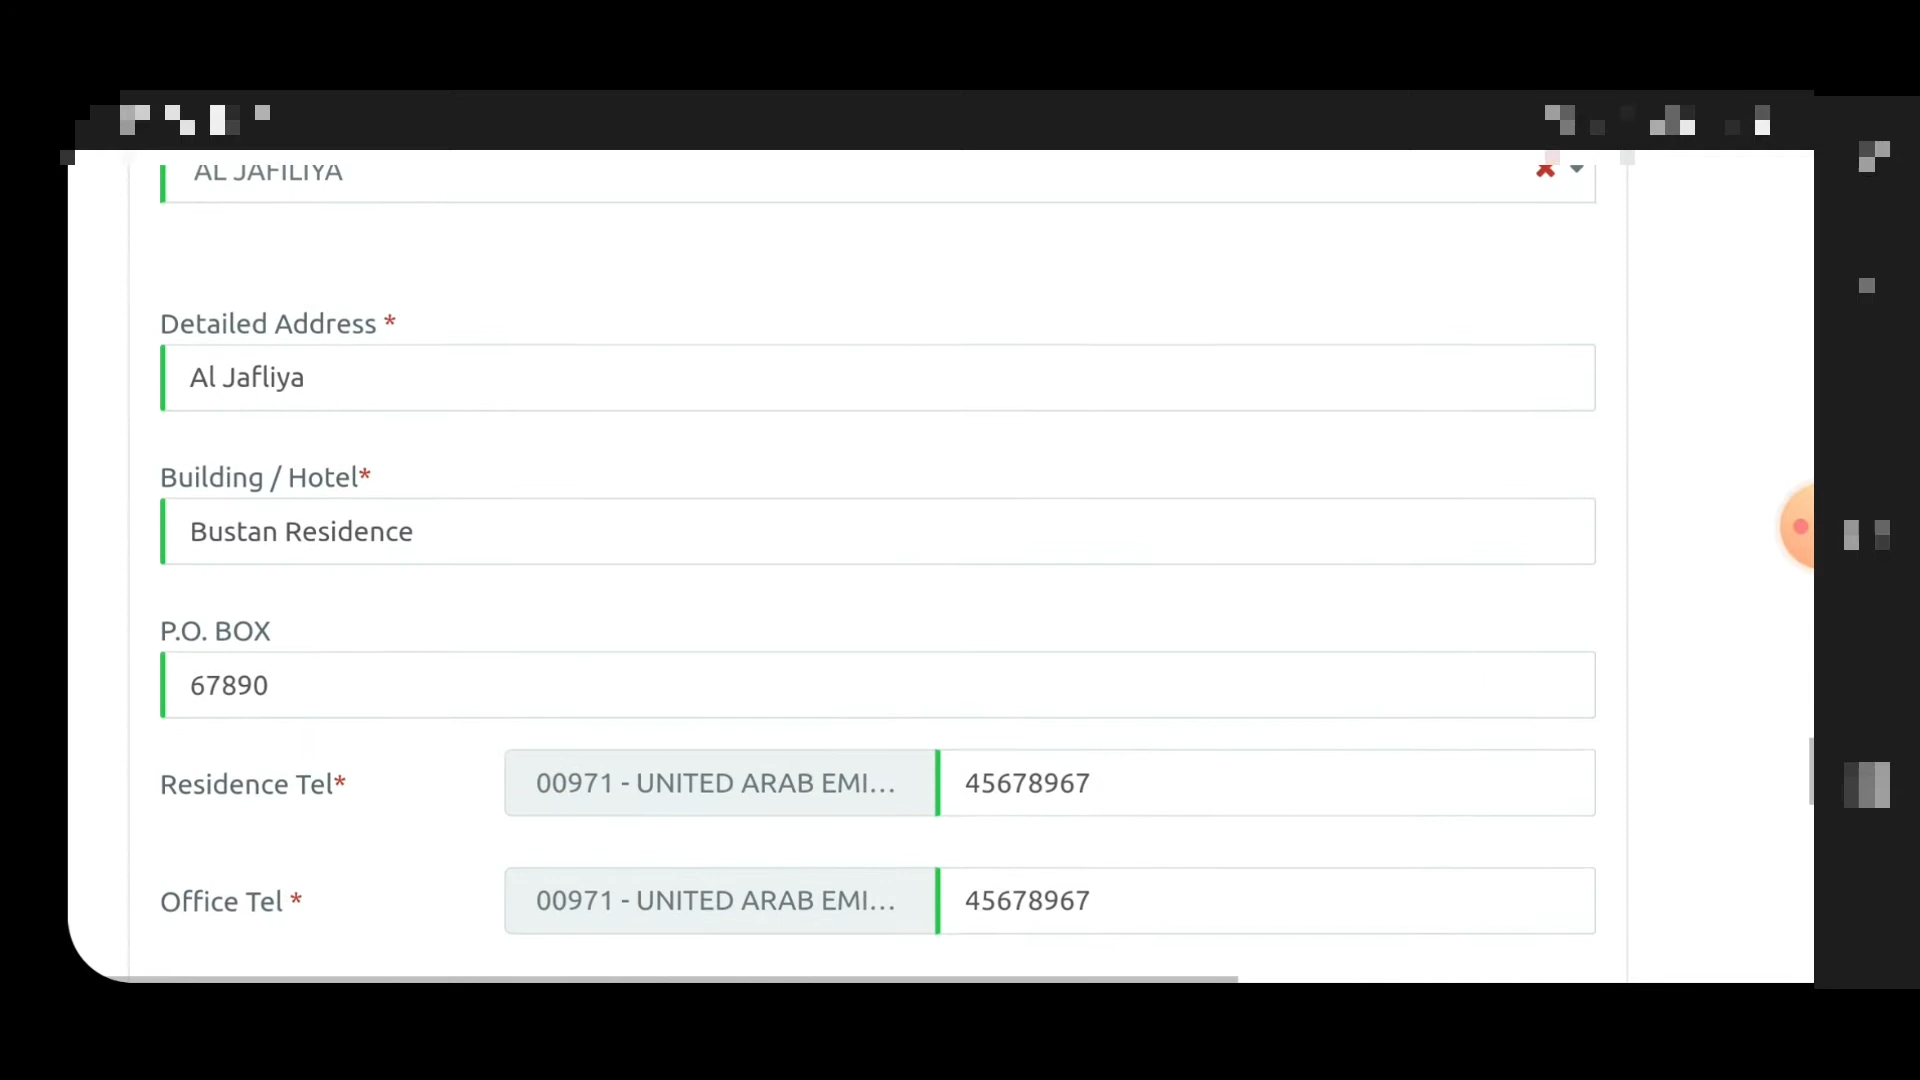 AL JAFILIYA
Detailed Address *
Al Jafliya
Building / Hotel*
Bustan Residence
P.O. BOX
67890
Residence Tel* 00971 - UNITED ARAB EMI... 45678967
Office Tel * 00971 - UNITED ARAB EMI... 45678967